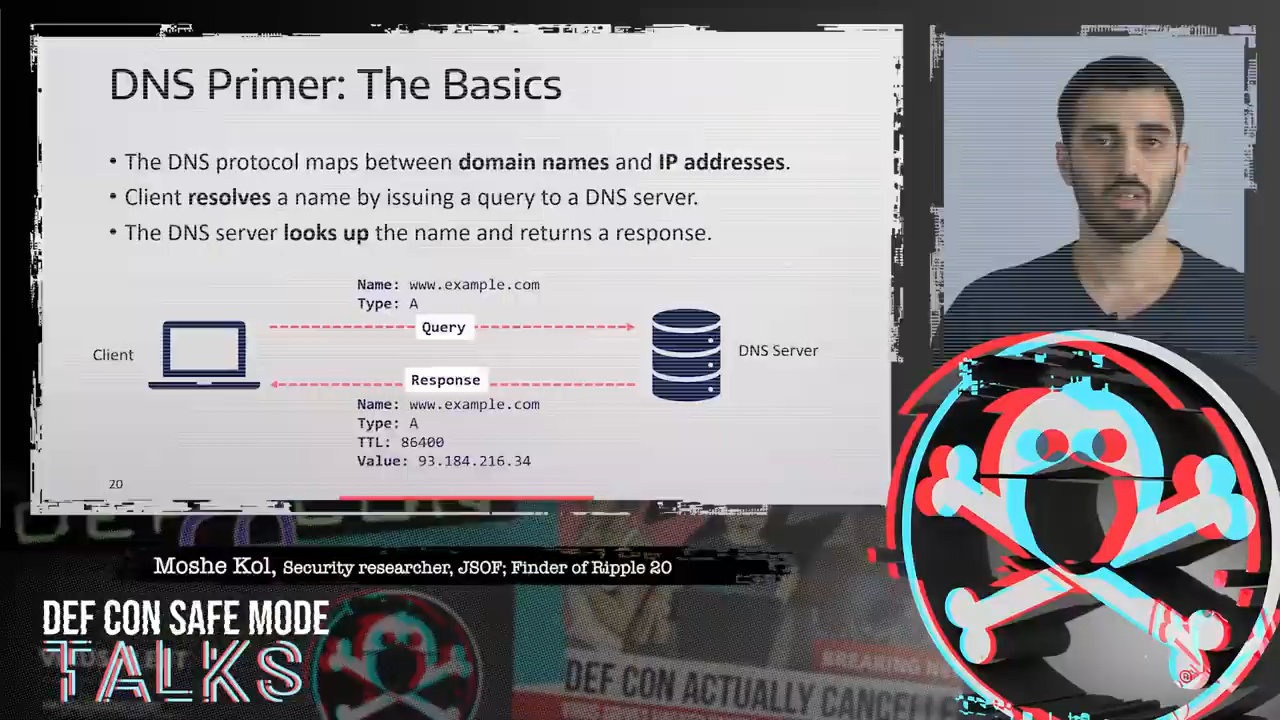 DNS Primer: The Basics
• The DNS protocol maps between domain names and IP addresses.
• Client resolves a name by issuing a query to a DNS server.
• The DNS server looks up the name and returns a response.
Name: www.example.com
Type: A
Query
Client
DNS Server
Response
Name: www.example.com
Type: A
TTL: 86400
Value: 93.184.216.34
20
DEF CON
Moshe Kol, Security researcher, JSOF; Finder of Ripple 20
DEF CON SAFE MODE
TALKS
BREAKING
DEF CON ACTUALLY
®